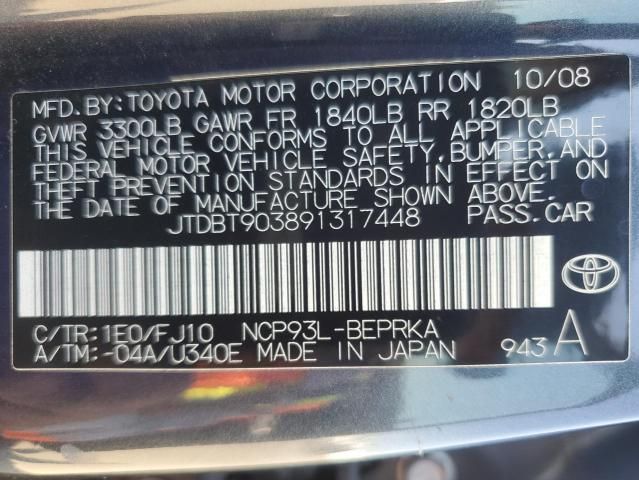 MFD. BY: TOYOTA MOTOR CORPORATION 10/08
GVWR 3300LB GAWR FR 1840LB RR 1820LB
THIS VEHICLE CONFORMS TO ALL APPLICABLE
FEDERAL MOTOR VEHICLE SAFETY, BUMPER, AND
THEFT PREVENTION STANDARDS IN EFFECT ON
THE DATE OF MANUFACTURE SHOWN ABOVE.
JTDBT903891317448 PASS. CAR
C/TR: 1E0/FJ10 NCP93L-BEPRKA
A/TM: -04A/U340E MADE IN JAPAN 943 A